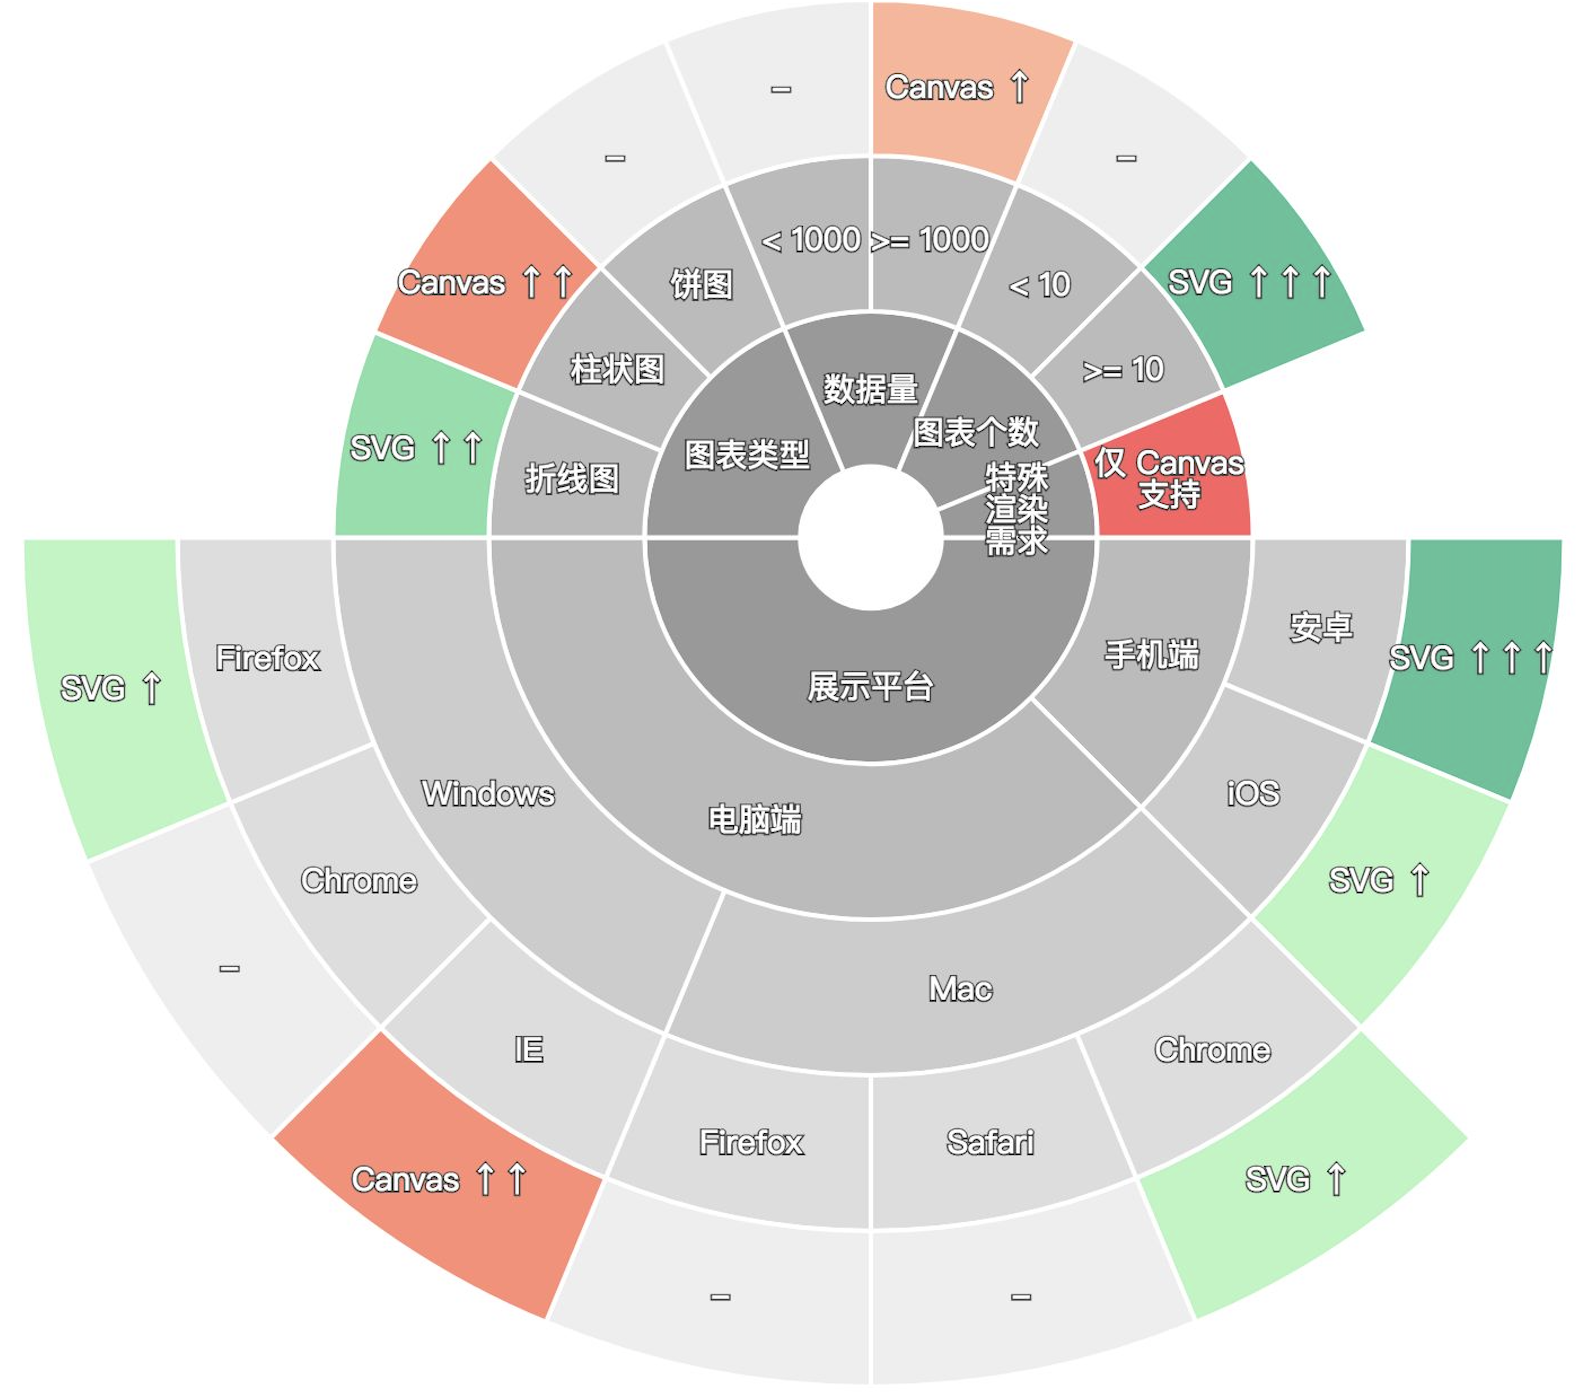 –
Canvas ↑
–
–
Canvas ↑↑
饼图
< 1000
>= 1000
< 10
SVG ↑↑↑
柱状图
>= 10
数据量
SVG ↑↑
折线图
图表类型
图表个数
特殊
渲染
需求
仅 Canvas
支持
SVG ↑
Firefox
Windows
展示平台
手机端
安卓
SVG ↑↑↑
Chrome
电脑端
iOS
SVG ↑
–
IE
Mac
Chrome
Canvas ↑↑
Firefox
Safari
SVG ↑
–
–